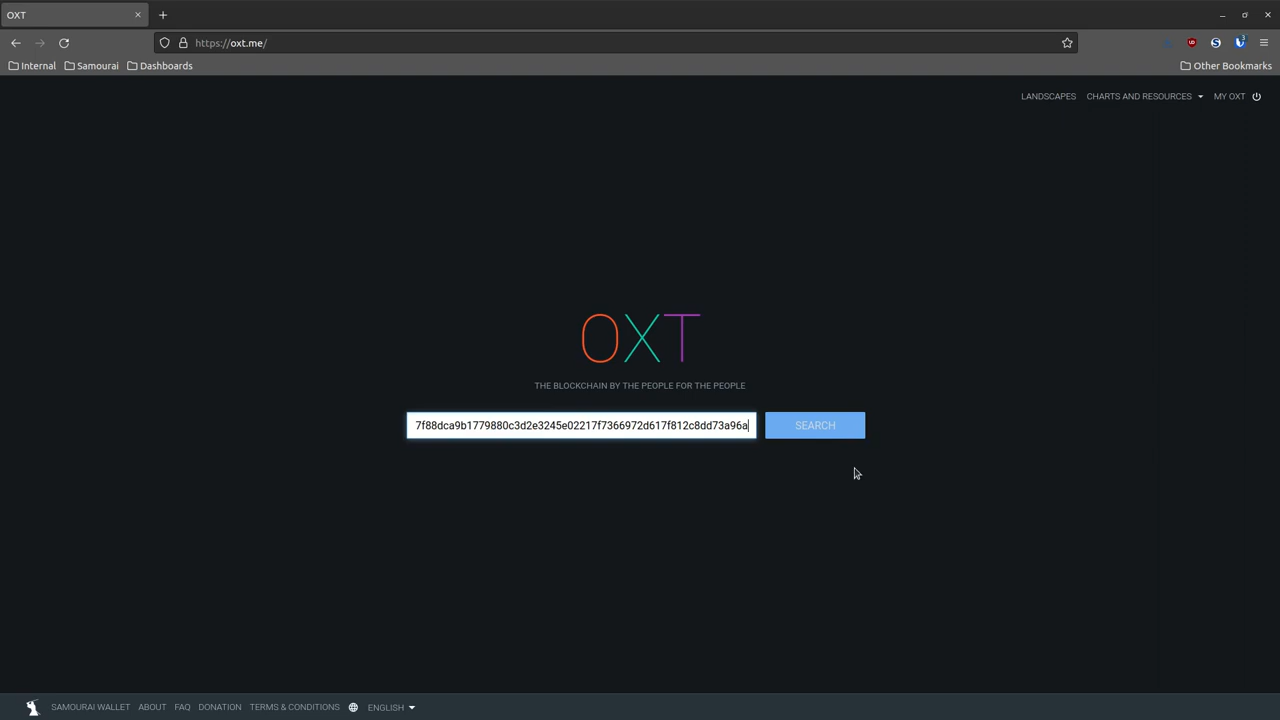 OXT
https://oxt.me/
Internal Samourai Dashboards Other Bookmarks
LANDSCAPES CHARTS AND RESOURCES MY OXT
OXT
THE BLOCKCHAIN BY THE PEOPLE FOR THE PEOPLE
7f88dca9b1779880c3d2e3245e02217f7366972d617f812c8dd73a96a SEARCH
SAMOURAI WALLET ABOUT FAQ DONATION TERMS & CONDITIONS ENGLISH